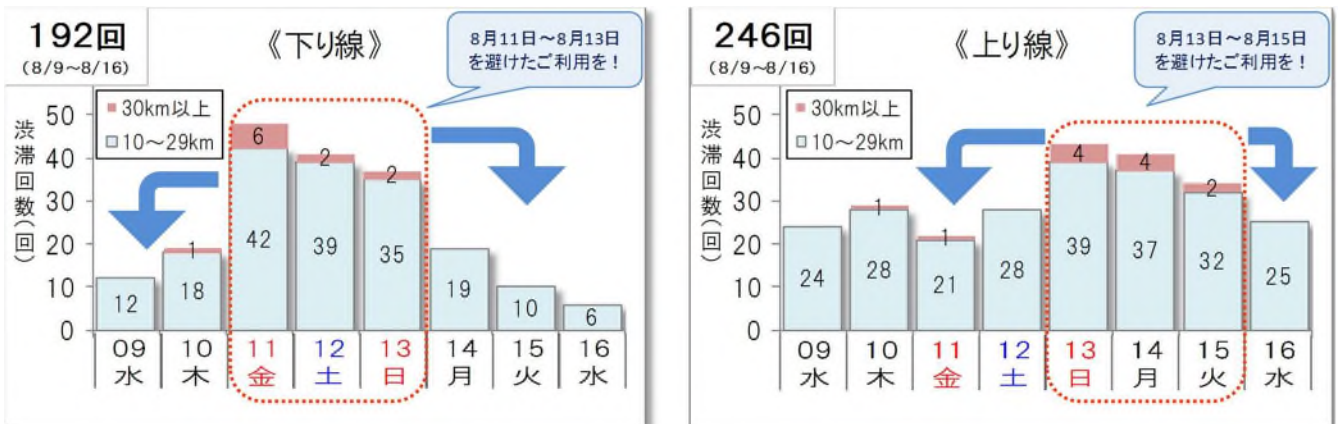 192回
(8/9～8/16)
《下り線》
8月11日～8月13日
を避けたご利用を！
渋滞回数(回)
50
40
30
20
10
0
30km以上
10～29km
6
2
2
1
42
39
35
12
18
19
10
6
09 10 11 12 13 14 15 16
水 木 金 土 日 月 火 水
246回
(8/9～8/16)
《上り線》
8月13日～8月15日
を避けたご利用を！
渋滞回数(回)
50
40
30
20
10
0
30km以上
10～29km
4
4
2
1
1
24
28
21
28
39
37
32
25
09 10 11 12 13 14 15 16
水 木 金 土 日 月 火 水